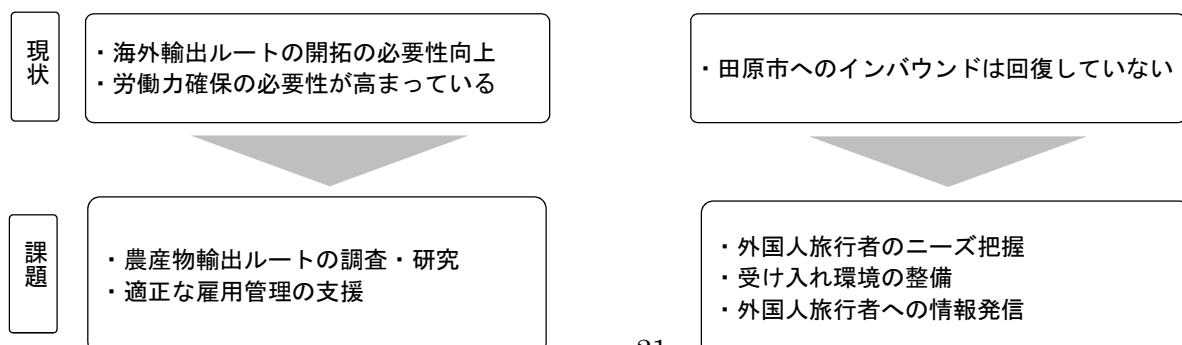 現状
・海外輸出ルートの開拓の必要性向上
・労働力確保の必要性が高まっている
・田原市へのインバウンドは回復していない
課題
・農産物輸出ルートの調査・研究
・適正な雇用管理の支援
・外国人旅行者のニーズ把握
・受け入れ環境の整備
・外国人旅行者への情報発信